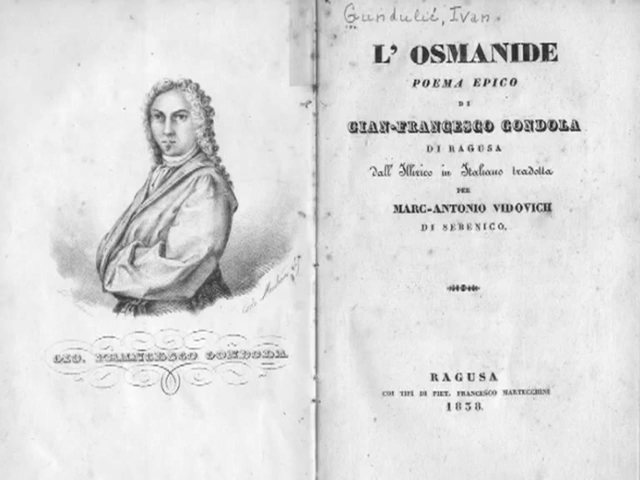 Gundulić, Ivan.
GIO. FRANCESCO GONDOLA
L' OSMANIDE
POEMA EPICO
DI
GIAN-FRANCESCO GONDOLA
DI RAGUSA
dall' Illirico in Italiano tradotta
PER
MARC-ANTONIO VIDOVICH
DI SEBENICO.
RAGUSA
COI TIPI DI PIET. FRANCESCO MARTECCHINI
1838.